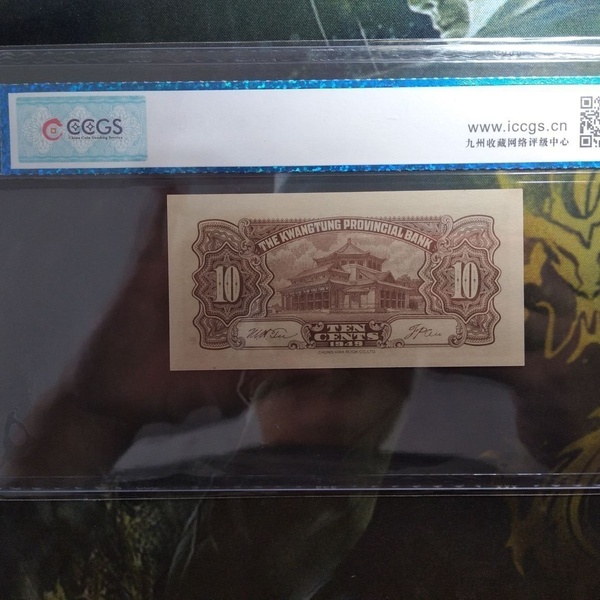 CCGS
www.iccgs.cn
九州收藏网络评级中心
THE KWANGTUNG PROVINCIAL BANK
10
10
TEN
CENTS
1949